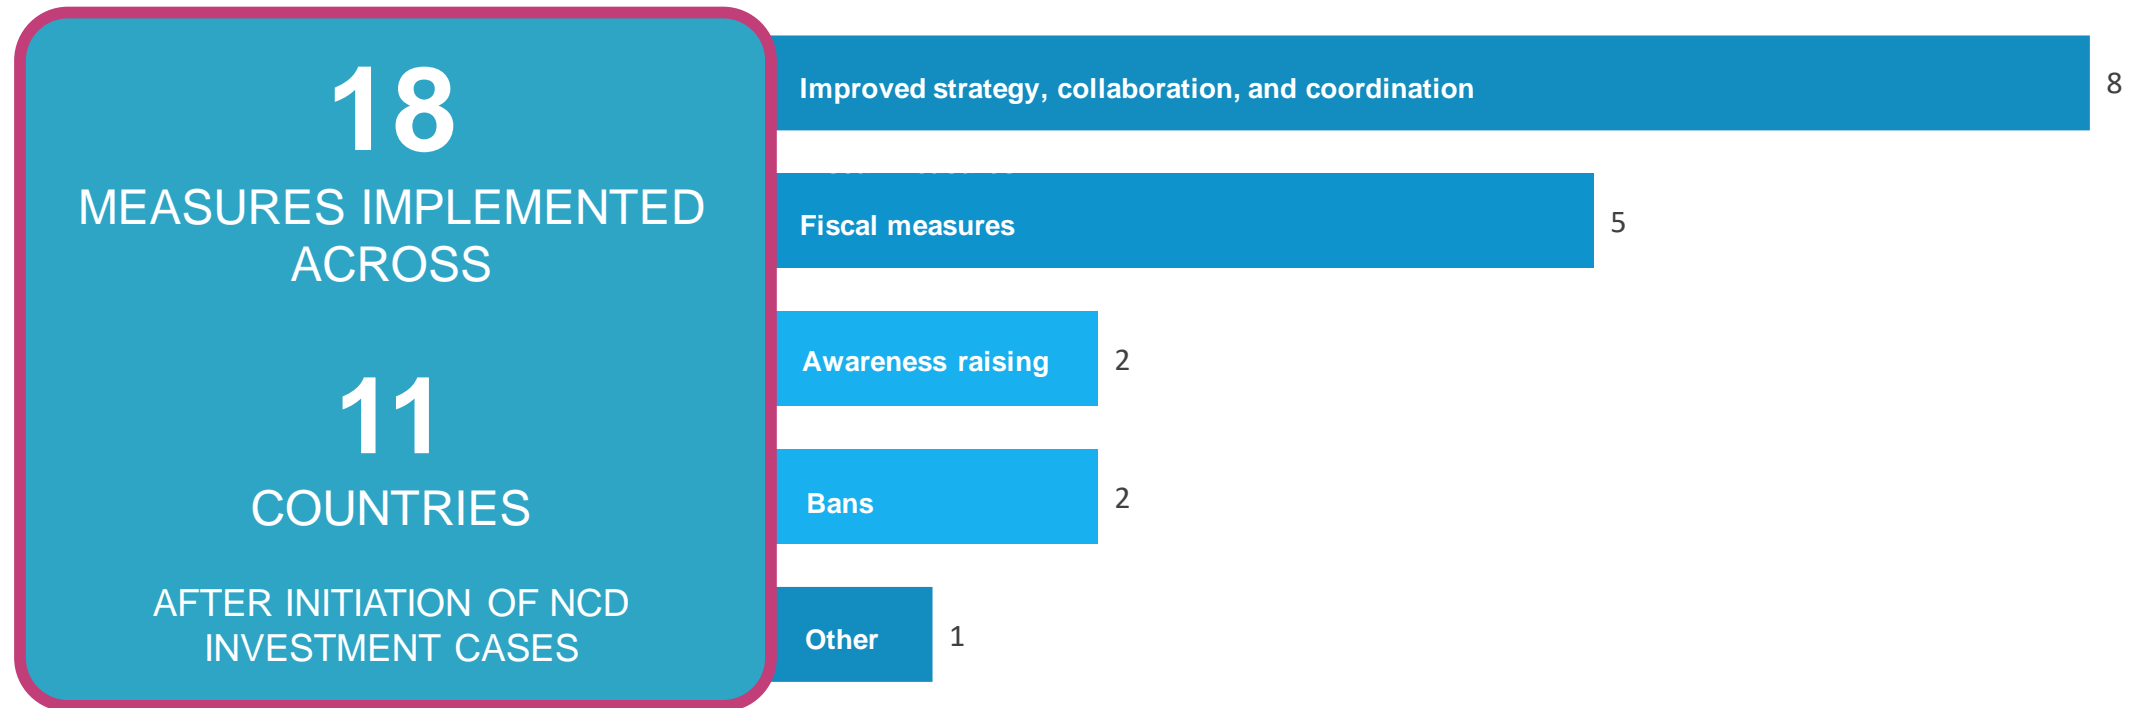 18
MEASURES IMPLEMENTED
ACROSS
11
COUNTRIES
AFTER INITIATION OF NCD
INVESTMENT CASES
Improved strategy, collaboration, and coordination
8
Fiscal measures
5
Awareness raising
2
Bans
2
Other
1